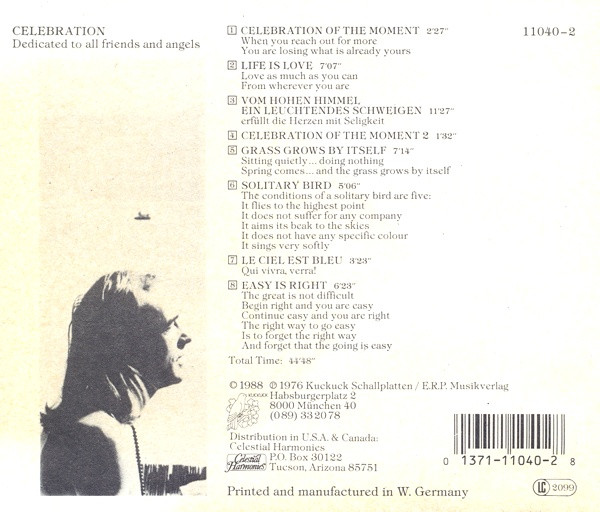 CELEBRATION
Dedicated to all friends and angels
1 CELEBRATION OF THE MOMENT 2'27"
When you reach out for more
You are losing what is already yours
2 LIFE IS LOVE 7'07"
Love as much as you can
From wherever you are
3 VOM HOHEN HIMMEL
EIN LEUCHTENDES SCHWEIGEN 11'27"
erfüllt die Herzen mit Seligkeit
4 CELEBRATION OF THE MOMENT 2 1'32"
5 GRASS GROWS BY ITSELF 7'14"
Sitting quietly... doing nothing
Spring comes... and the grass grows by itself
6 SOLITARY BIRD 5'06"
The conditions of a solitary bird are five:
It flies to the highest point
It does not suffer for any company
It aims its beak to the skies
It does not have any specific colour
It sings very softly
7 LE CIEL EST BLEU 3'23"
Qui vivra, verra!
8 EASY IS RIGHT 6'23"
The great is not difficult
Begin right and you are easy
Continue easy and you are right
The right way to go easy
Is to forget the right way
And forget that the going is easy
Total Time: 44'48"
11040-2
© 1988 ℗ 1976 Kuckuck Schallplatten / E.R.P. Musikverlag
Habsburgerplatz 2
8000 München 40
(089) 332078
Distribution in U.S.A. & Canada:
Celestial Harmonies
Celestial Harmonies P.O. Box 30122
Tucson, Arizona 85751
Printed and manufactured in W. Germany
0 1371-11040-2 8
LC 2099